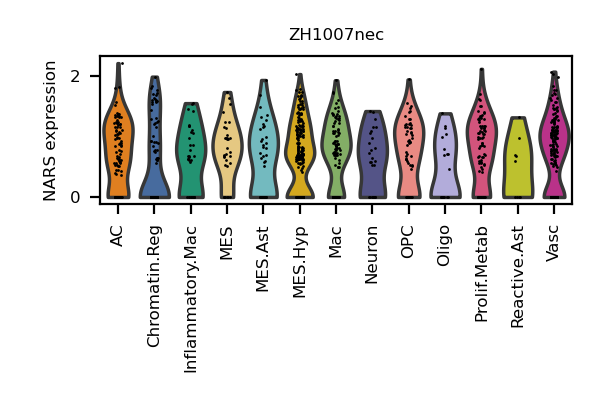 ZH1007nec
NARS expression
2
0
AC
Chromatin.Reg
Inflammatory.Mac
MES
MES.Ast
MES.Hyp
Mac
Neuron
OPC
Oligo
Prolif.Metab
Reactive.Ast
Vasc